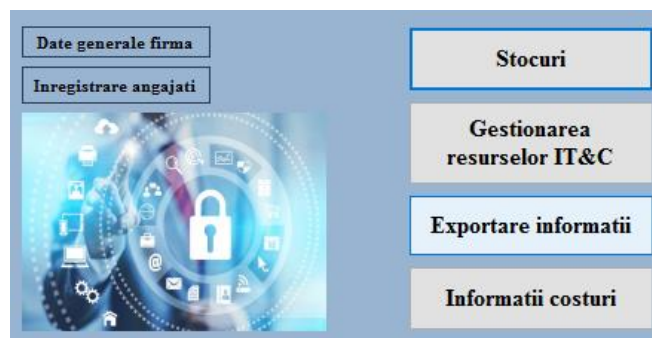 Date generale firma
Inregistrare angajati
Stocuri
Gestionarea
resurselor IT&C
Exportare informatii
Informatii costuri